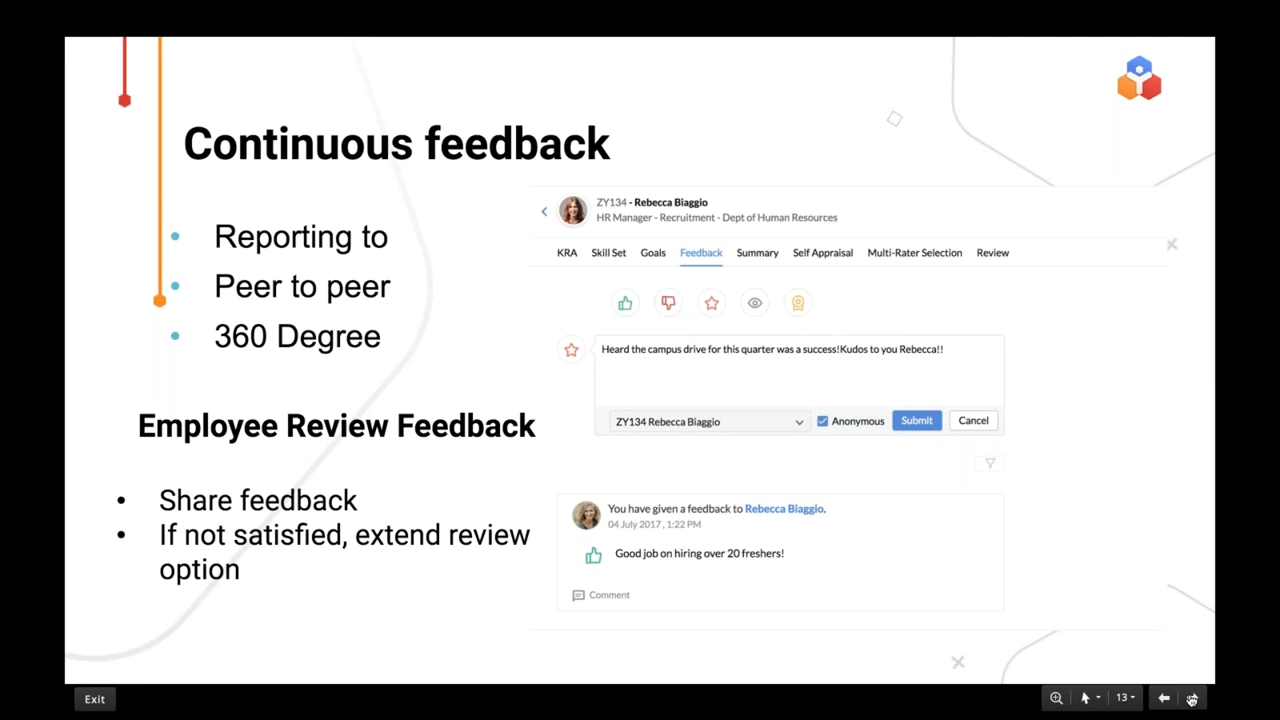 Continuous feedback
Reporting to
Peer to peer
360 Degree
Employee Review Feedback
Share feedback
If not satisfied, extend review
option
ZY134 - Rebecca Biaggio
HR Manager - Recruitment - Dept of Human Resources
KRA Skill Set Goals Feedback Summary Self Appraisal Multi-Rater Selection Review
Heard the campus drive for this quarter was a success!Kudos to you Rebecca!!
ZY134 Rebecca Biaggio Anonymous Submit Cancel
You have given a feedback to Rebecca Biaggio.
04 July 2017 , 1:22 PM
Good job on hiring over 20 freshers!
Comment
Exit 13